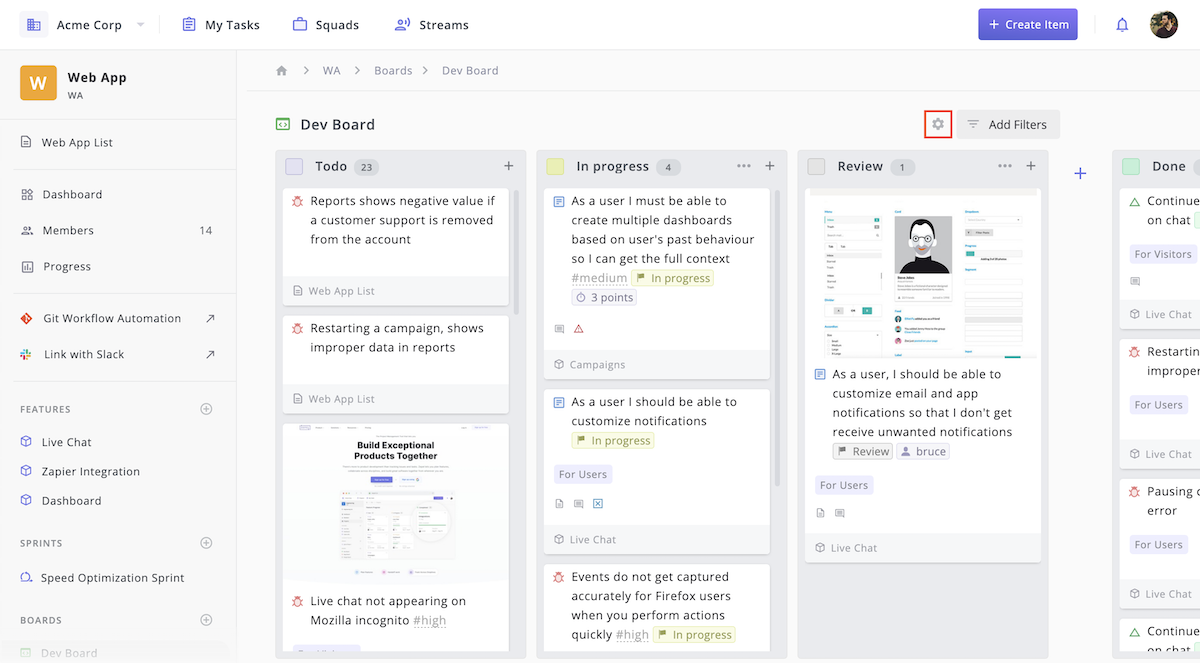 Acme Corp
My Tasks
Squads
Streams
+ Create Item
W
Web App
WA
Web App List
Dashboard
Members 14
Progress
Git Workflow Automation
Link with Slack
FEATURES
Live Chat
Zapier Integration
Dashboard
SPRINTS
Speed Optimization Sprint
BOARDS
Dev Board
WA
Boards
Dev Board
Dev Board
Add Filters
Todo 23
Reports shows negative value if
a customer support is removed
from the account
Web App List
Restarting a campaign, shows
improper data in reports
Web App List
Build Exceptional
Products Together
Live chat not appearing on
Mozilla incognito #high
In progress 4
As a user I must be able to
create multiple dashboards
based on user's past behaviour
so I can get the full context
#medium In progress
3 points
Campaigns
As a user I should be able to
customize notifications
In progress
For Users
Live Chat
Events do not get captured
accurately for Firefox users
when you perform actions
quickly #high In progress
Review 1
As a user, I should be able to
customize email and app
notifications so that I don't get
receive unwanted notifications
Review bruce
For Users
Live Chat
Done
Continue
on chat
For Visitors
Live Chat
Restartin
improper
For Users
Live Chat
Pausing
error
For Users
Live Chat
Continue
on chat